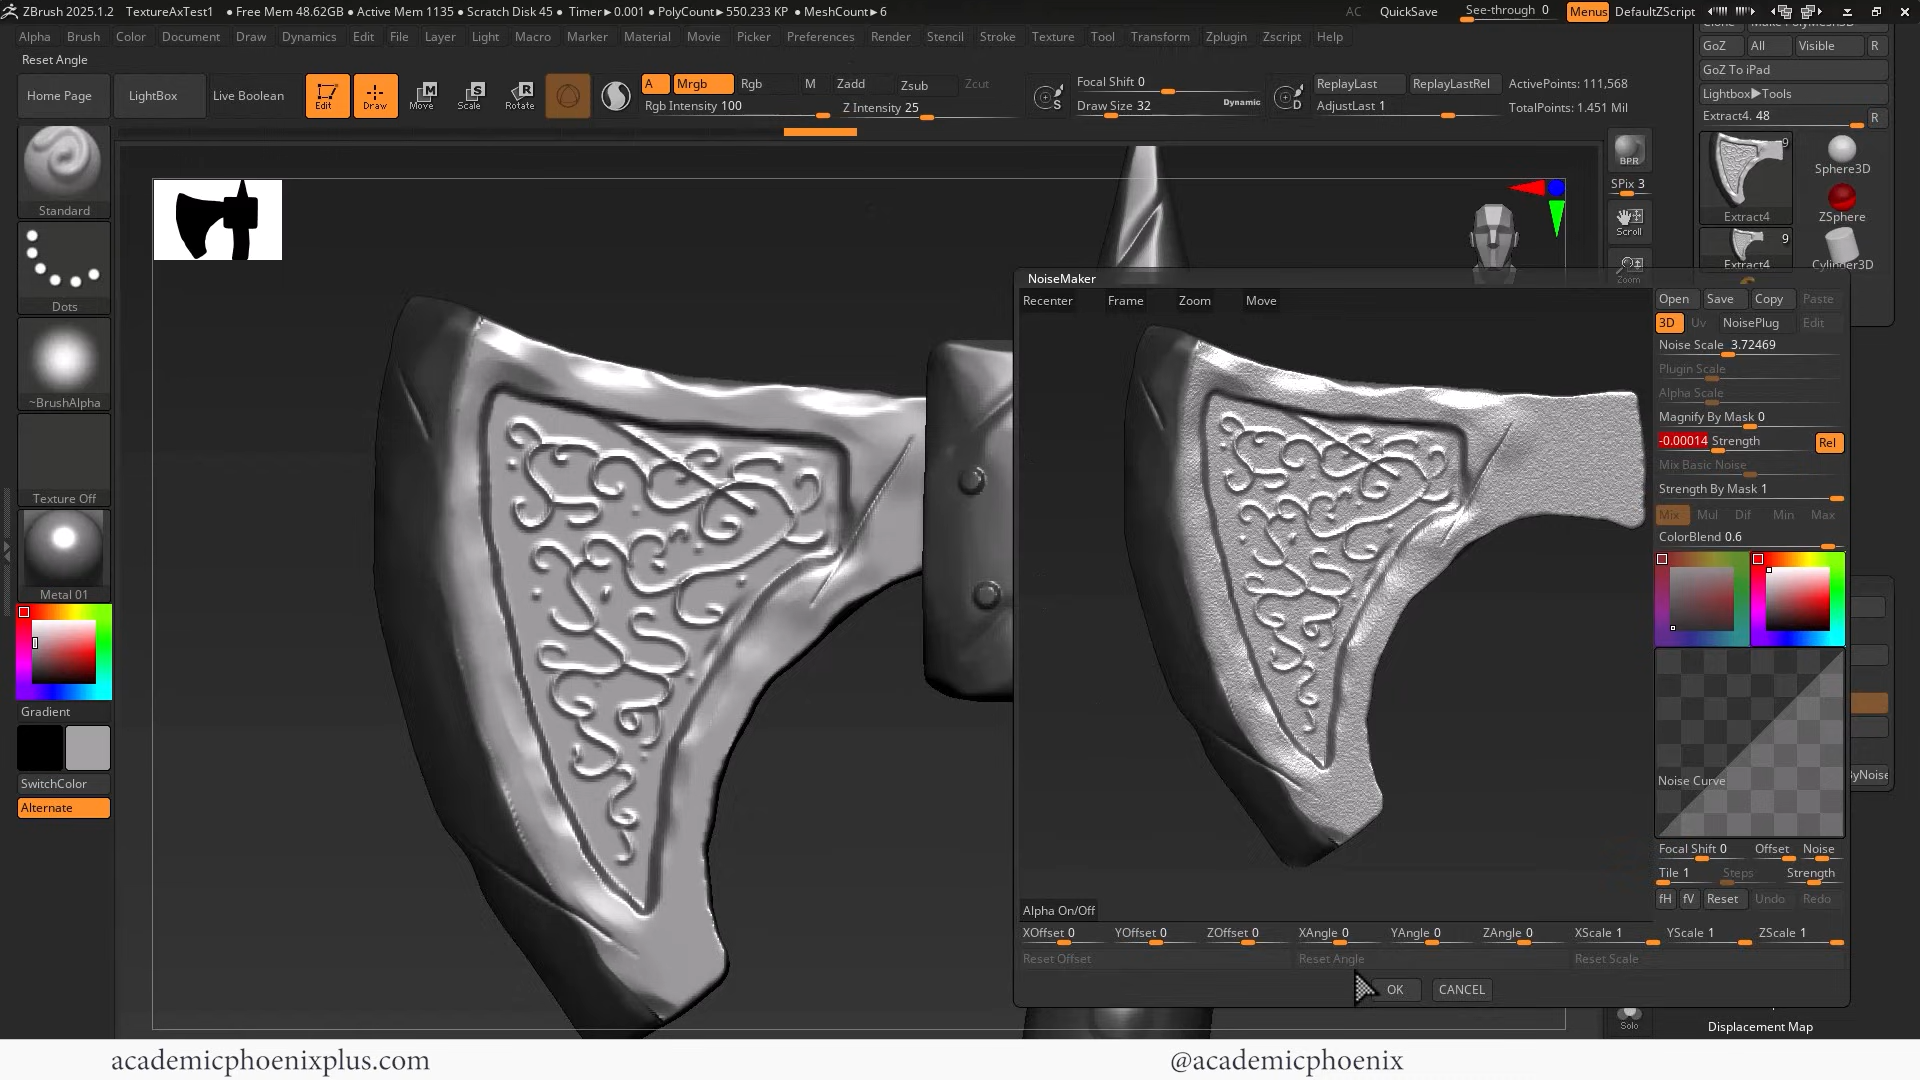 ZBrush 2025.1.2 TextureAxTest1 • Free Mem 48.62GB • Active Mem 1135 • Scratch Disk 45 • Timer▶0.001 • PolyCount▶550.233 KP • MeshCount▶6 AC QuickSave See-through 0 Menus DefaultZScript
Alpha Brush Color Document Draw Dynamics Edit File Layer Light Macro Marker Material Movie Picker Preferences Render Stencil Stroke Texture Tool Transform Zplugin Zscript Help
Reset Angle
Home Page LightBox Live Boolean Edit Draw Move Scale Rotate
A Mrgb Rgb M Zadd Zsub Zcut
Rgb Intensity 100 Z Intensity 25
Focal Shift 0
Draw Size 32 Dynamic
ReplayLast ReplayLastRel ActivePoints: 111,568
AdjustLast 1 TotalPoints: 1.451 Mil
GoZ All Visible R
GoZ To iPad
Lightbox▶Tools
Extract4. 48 R
9 Sphere3D
Extract4 ZSphere
9
Extract4 Cylinder3D
Standard
Dots
~BrushAlpha
Texture Off
Metal 01
Gradient
SwitchColor
Alternate
BPR
SPix 3
Scroll
Zoom
NoiseMaker
Recenter Frame Zoom Move
Open Save Copy Paste
3D Uv NoisePlug Edit
Noise Scale 3.72469
Plugin Scale
Alpha Scale
Magnify By Mask 0
-0.00014 Strength Rel
Mix Basic Noise
Strength By Mask 1
Mix Mul Dif Min Max
ColorBlend 0.6
Noise Curve
ByNoise
Focal Shift 0 Offset Noise
Tile 1 Steps Strength
fH fV Reset Undo Redo
Alpha On/Off
XOffset 0 YOffset 0 ZOffset 0 XAngle 0 YAngle 0 ZAngle 0 XScale 1 YScale 1 ZScale 1
Reset Offset Reset Angle Reset Scale
OK CANCEL
Solo
Displacement Map
academicphoenixplus.com @academicphoenix